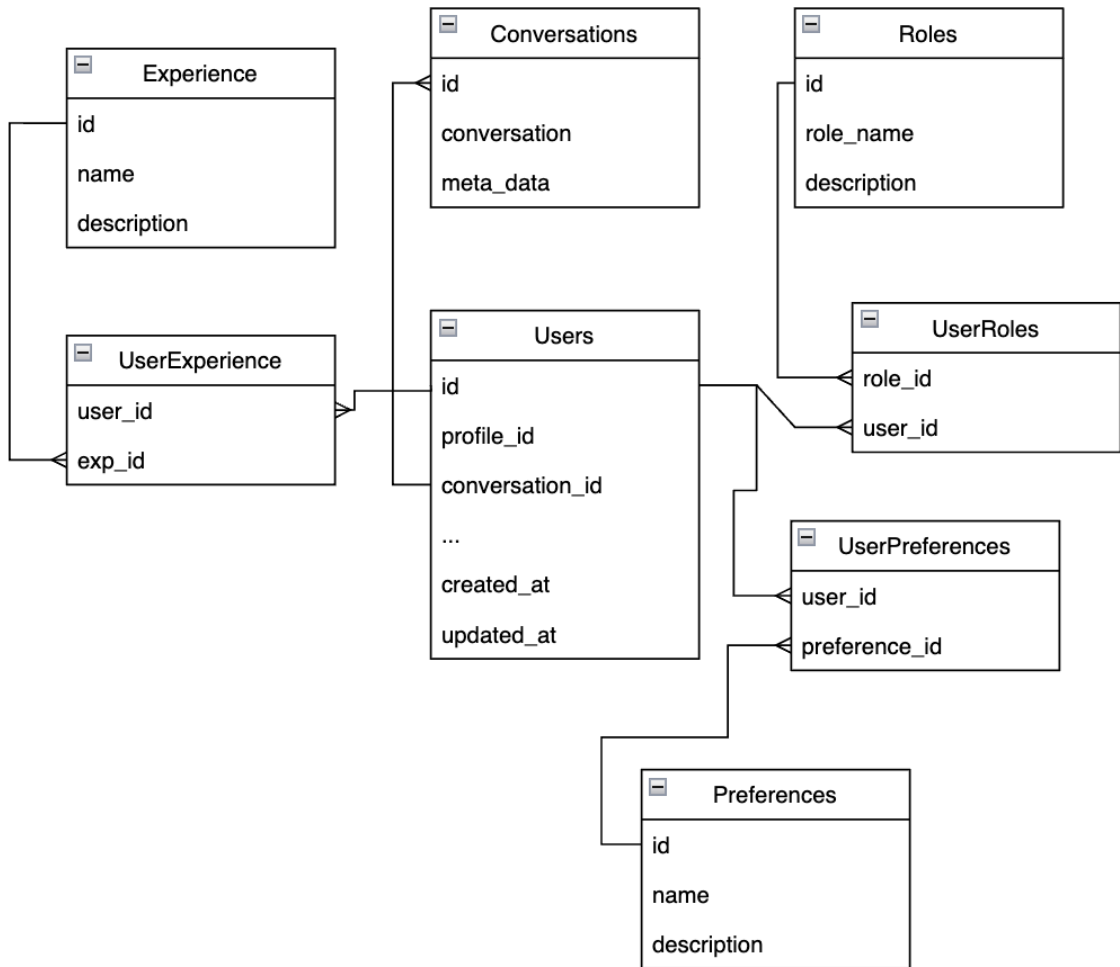 Experience
id
name
description
Conversations
id
conversation
meta_data
Roles
id
role_name
description
UserExperience
user_id
exp_id
Users
id
profile_id
conversation_id
...
created_at
updated_at
UserRoles
role_id
user_id
UserPreferences
user_id
preference_id
Preferences
id
name
description